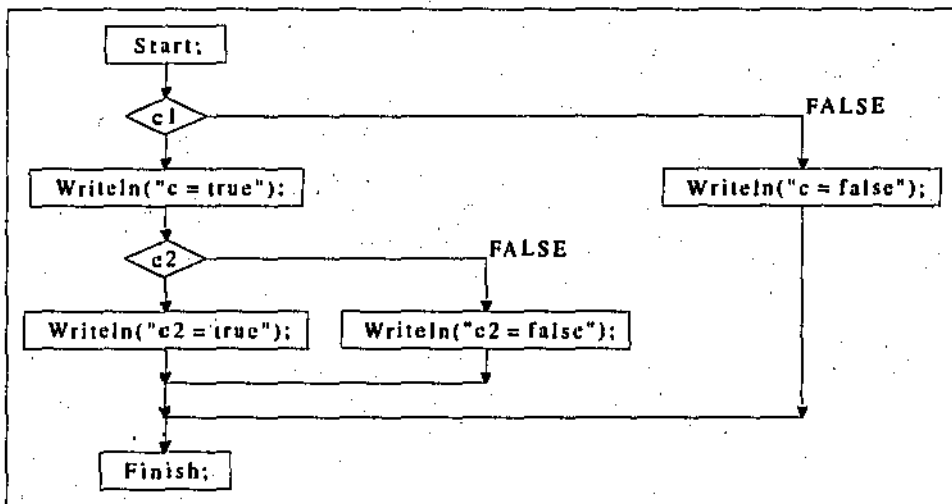 Start;
c1
FALSE
Writeln("c = true");
Writeln("c = false");
c2
FALSE
Writeln("c2 = true");
Writeln("c2 = false");
Finish;